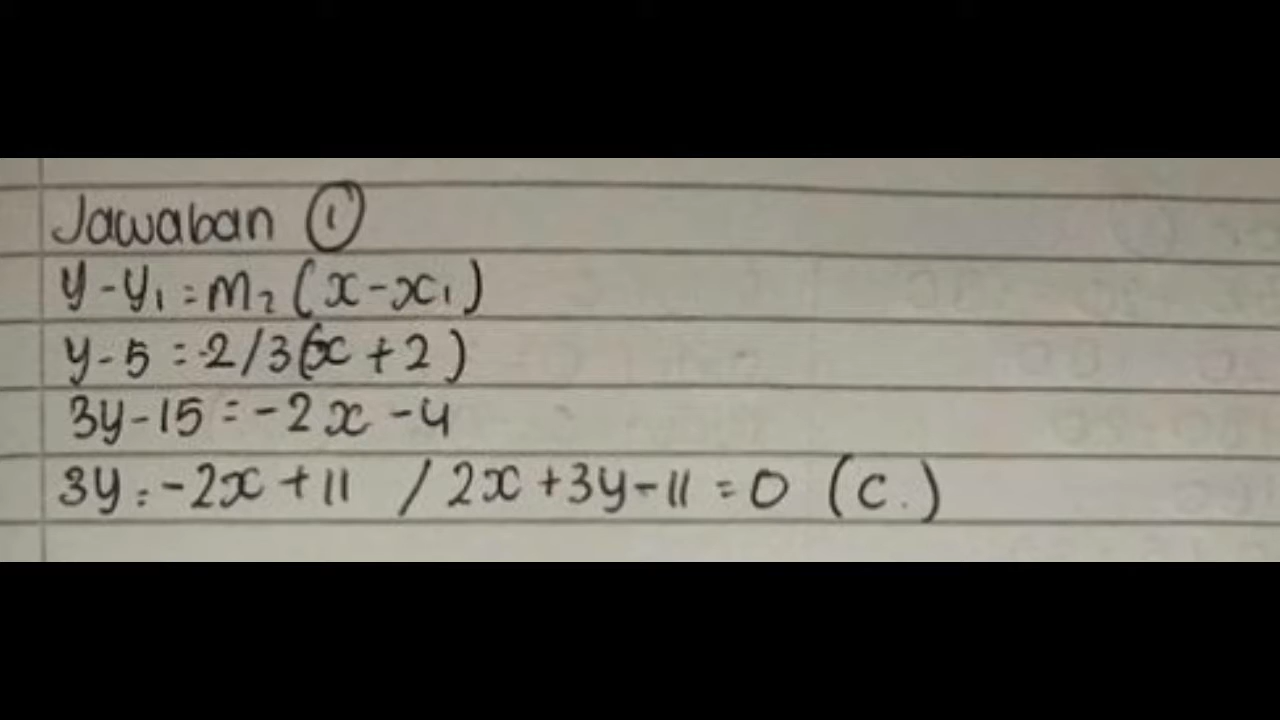 Jawaban ①
y - y₁ = m₂ (x - x₁)
y - 5 = -2/3(x + 2)
3y - 15 = -2x - 4
3y = -2x + 11 / 2x + 3y - 11 = 0 (c.)